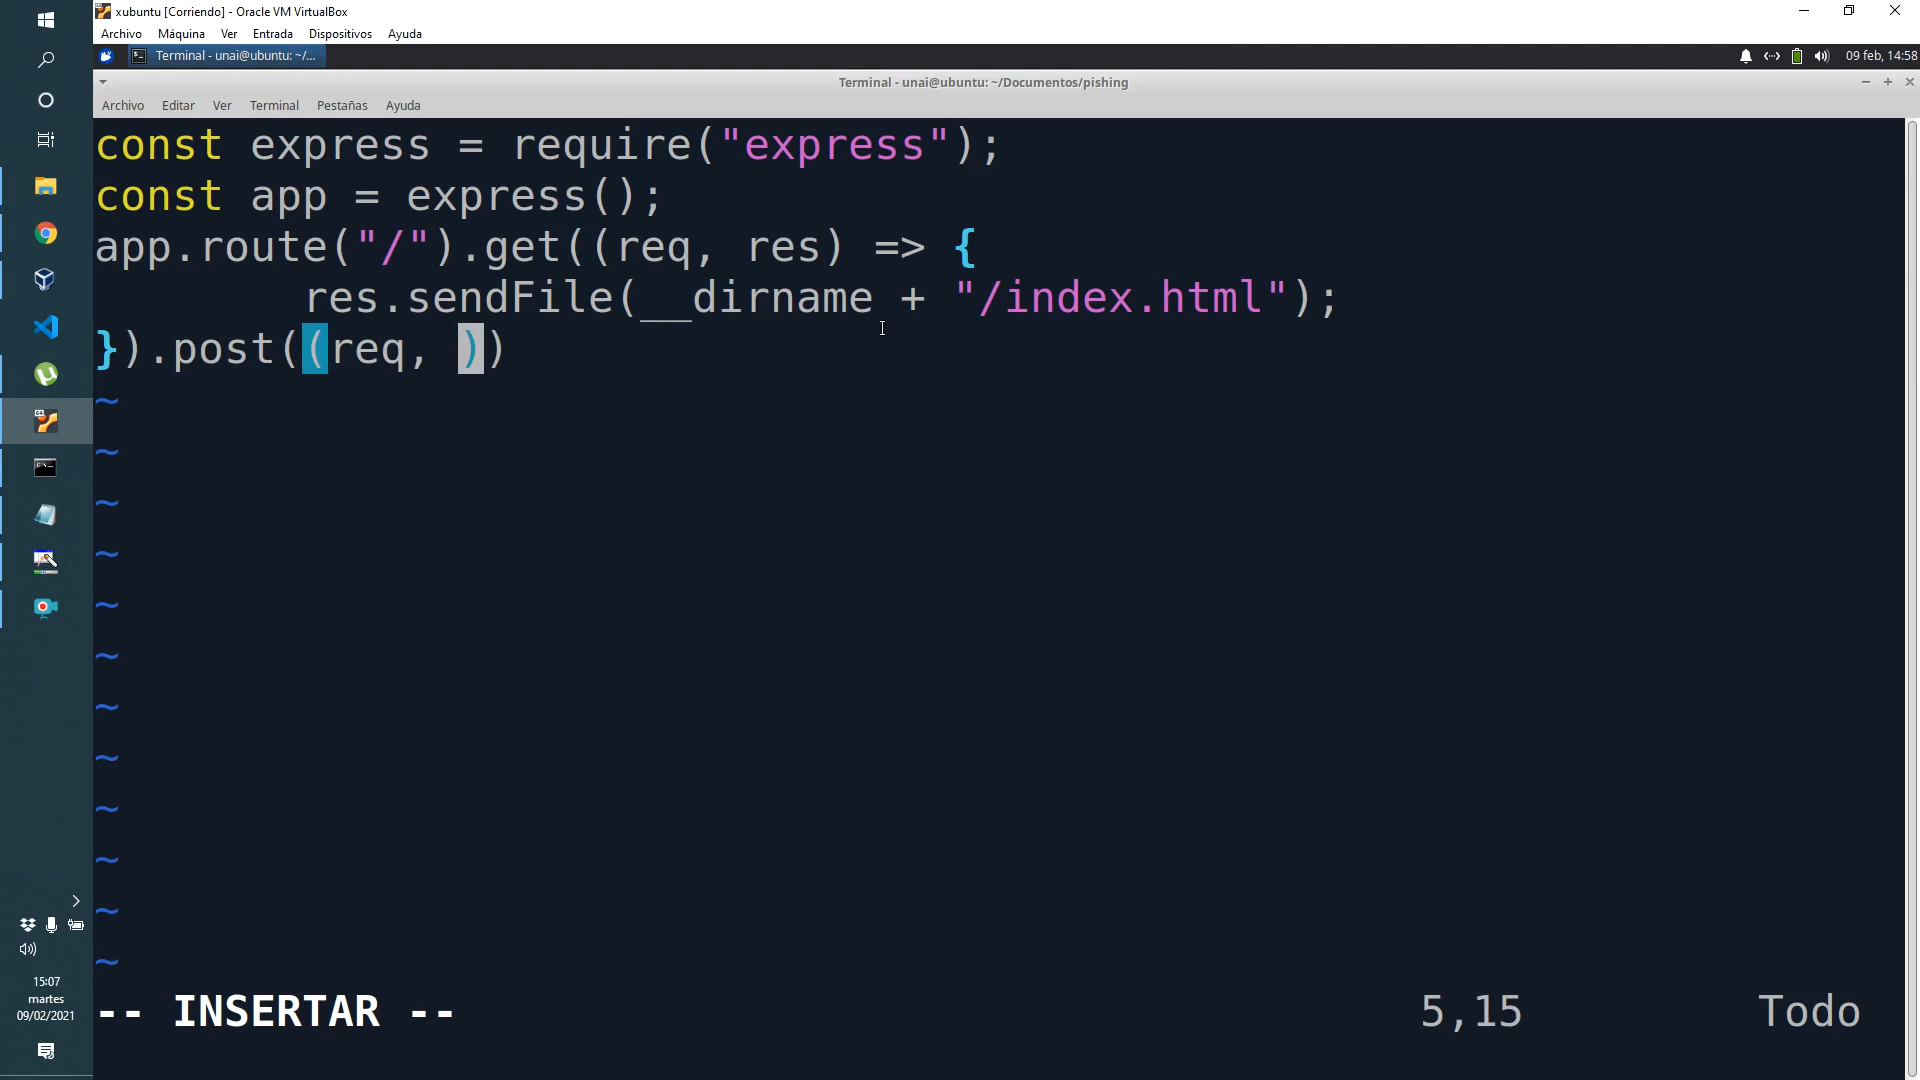 xubuntu [Corriendo] - Oracle VM VirtualBox
Archivo Máquina Ver Entrada Dispositivos Ayuda
Terminal - unai@ubuntu: ~/...
09 feb, 14:58
Terminal - unai@ubuntu: ~/Documentos/pishing
Archivo Editar Ver Terminal Pestañas Ayuda
const express = require("express");
const app = express();
app.route("/").get((req, res) => {
        res.sendFile(__dirname + "/index.html");
}).post((req, ))
~
~
~
~
~
~
~
~
~
~
~
~
-- INSERTAR -- 5,15 Todo
15:07
martes
09/02/2021